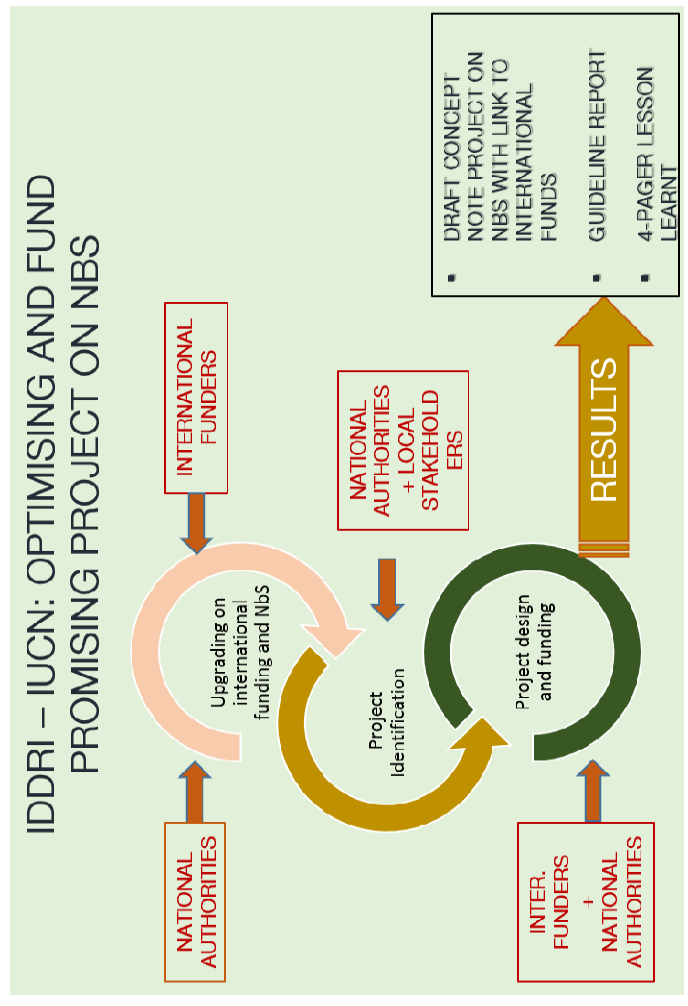 IDDRI – IUCN: OPTIMISING AND FUND
PROMISING PROJECT ON NBS
NATIONAL
AUTHORITIES
INTERNATIONAL
FUNDERS
Upgrading on
international
funding and NbS
Project
Identification
NATIONAL
AUTHORITIES
+ LOCAL
STAKEHOLD
ERS
Project design
and funding
INTER.
FUNDERS
+
NATIONAL
AUTHORITIES
RESULTS
▪ DRAFT CONCEPT
NOTE PROJECT ON
NBS WITH LINK TO
INTERNATIONAL
FUNDS
▪ GUIDELINE REPORT
▪ 4-PAGER LESSON
LEARNT